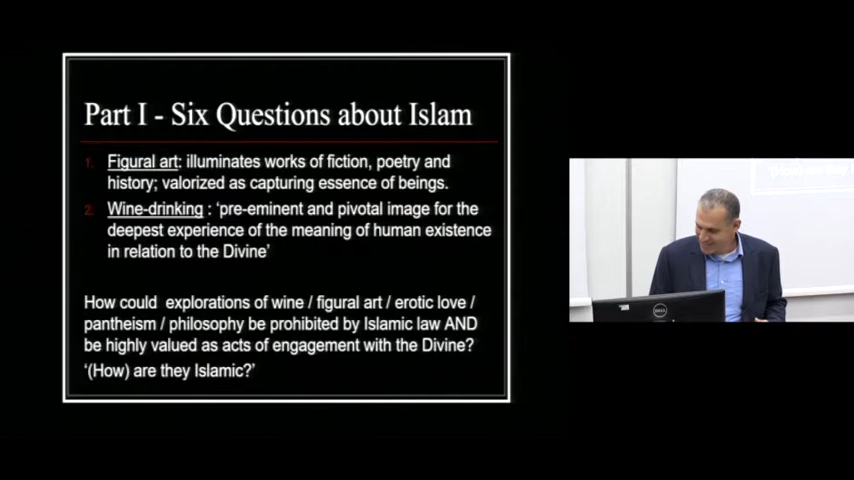 Part I - Six Questions about Islam
1. Figural art: illuminates works of fiction, poetry and
history; valorized as capturing essence of beings.
2. Wine-drinking : ‘pre-eminent and pivotal image for the
deepest experience of the meaning of human existence
in relation to the Divine’
How could explorations of wine / figural art / erotic love /
pantheism / philosophy be prohibited by Islamic law AND
be highly valued as acts of engagement with the Divine?
‘(How) are they Islamic?’
DELL